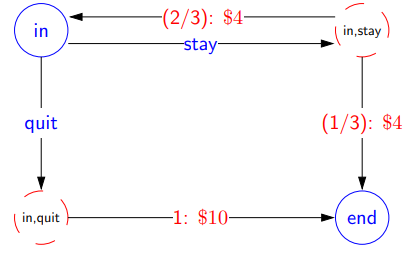 (2/3): $4
in
in,stay
stay
quit
(1/3): $4
in,quit
1: $10
end